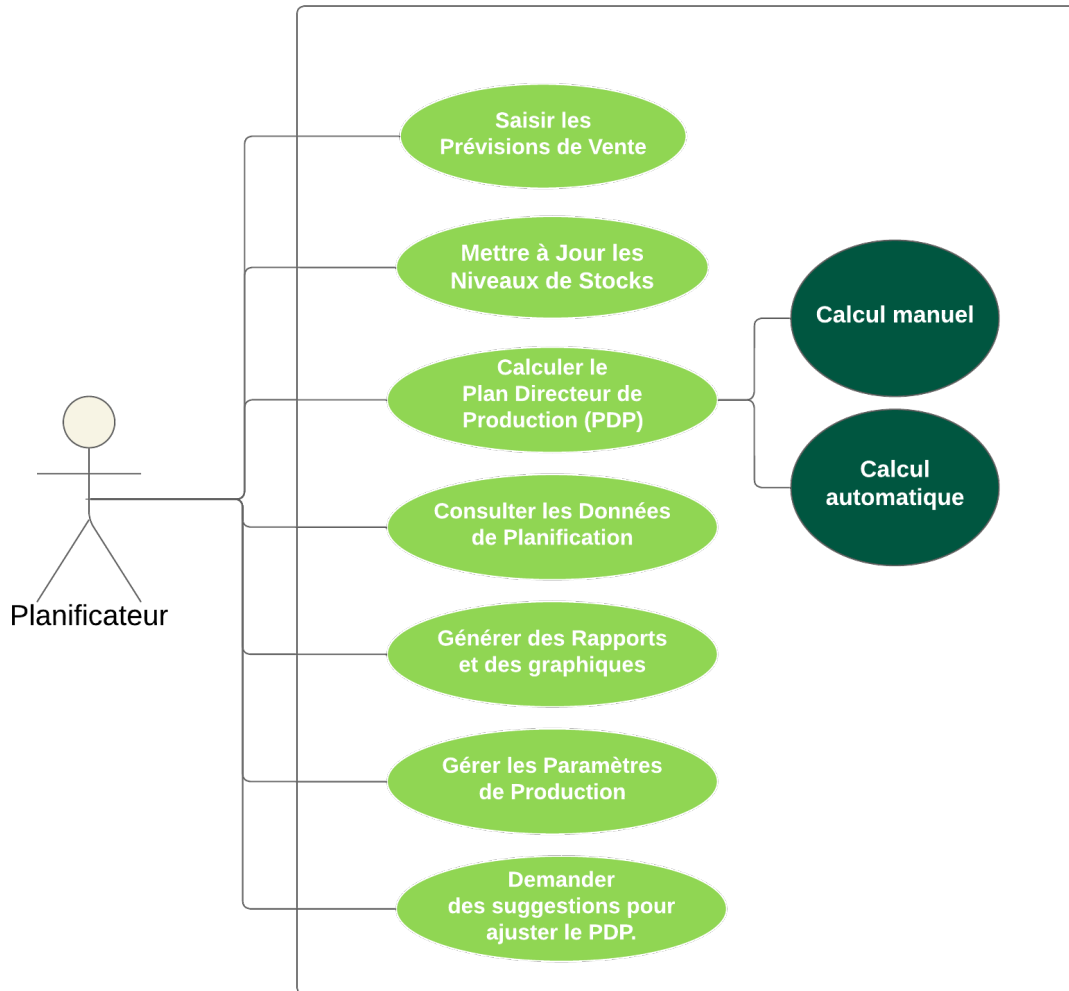 Saisir les
Prévisions de Vente
Mettre à Jour les
Niveaux de Stocks
Calcul manuel
Calculer le
Plan Directeur de
Production (PDP)
Calcul
automatique
Consulter les Données
de Planification
Planificateur
Générer des Rapports
et des graphiques
Gérer les Paramètres
de Production
Demander
des suggestions pour
ajuster le PDP.